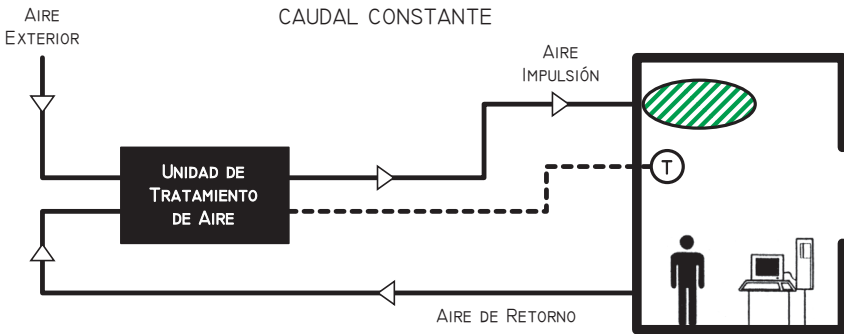 AIRE
EXTERIOR
CAUDAL CONSTANTE
AIRE
IMPULSIÓN
UNIDAD DE
TRATAMIENTO
DE AIRE
T
AIRE DE RETORNO